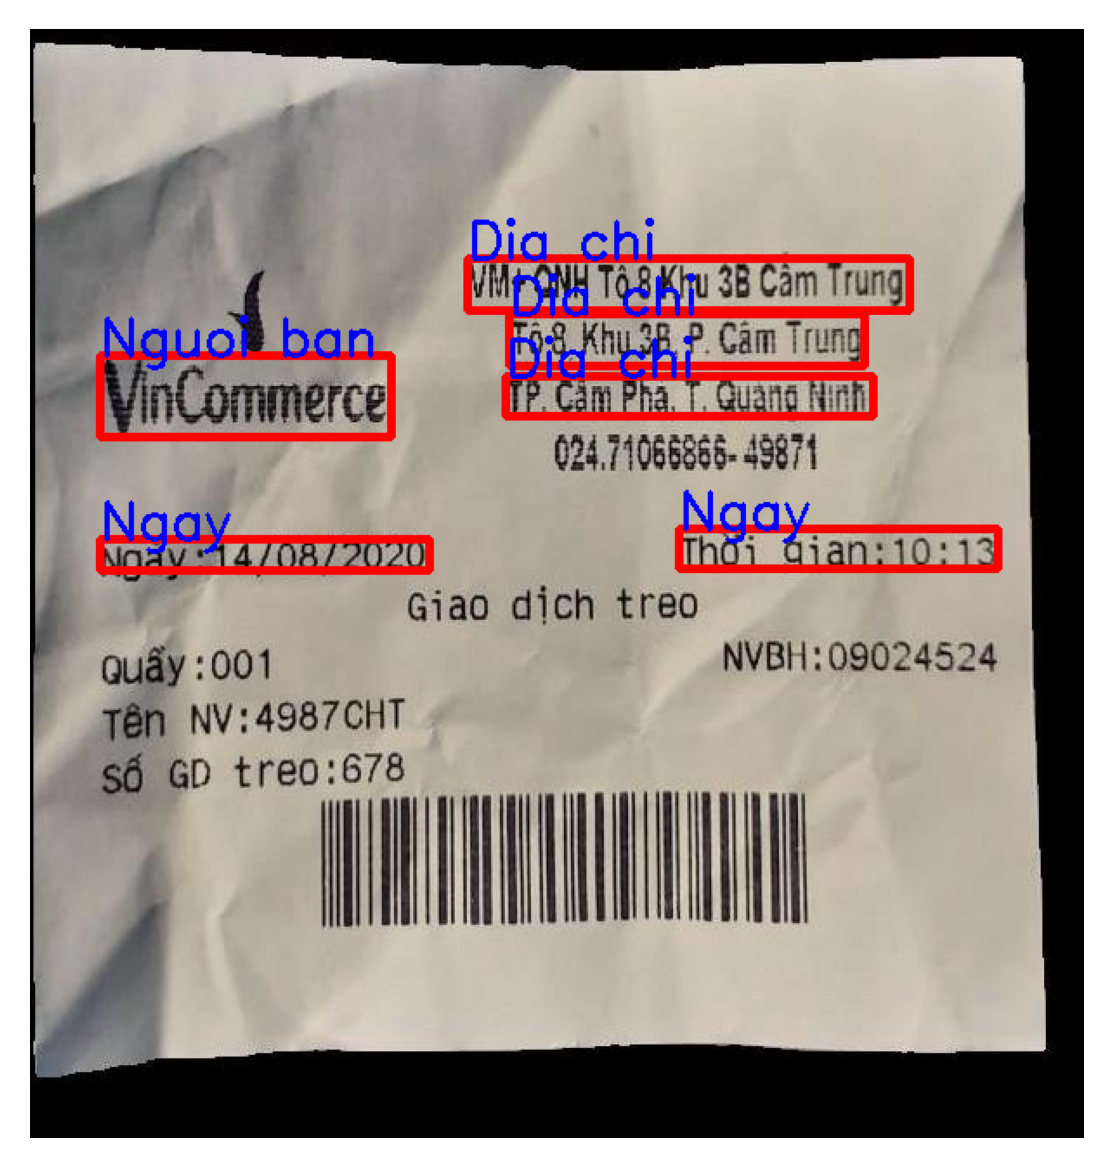 Dia chi
VM+ QNH Tổ 8 Khu 3B Cẩm Trung
Dia chi
Nguoi ban
Tổ 8, Khu 3B, P. Cẩm Trung
Dia chi
VinCommerce
TP. Cẩm Phả, T. Quảng Ninh
024.71066866-49871
Ngay
Ngay
Ngày:14/08/2020
Thời gian:10:13
Giao dịch treo
Quầy:001
NVBH:09024524
Tên NV:4987CHT
Số GD treo:678